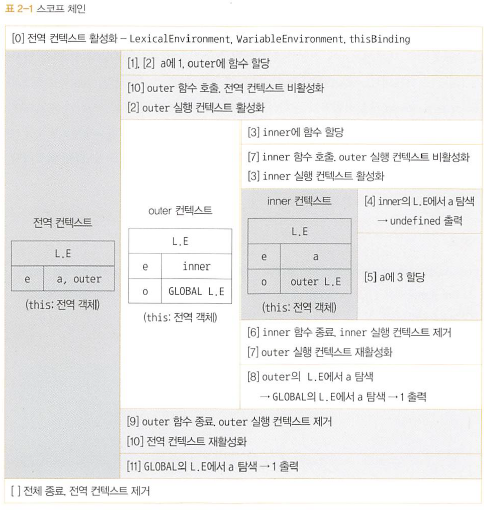 표 2-1 스코프 체인
[0] 전역 컨텍스트 활성화 – LexicalEnvironment, VariableEnvironment, thisBinding
[1], [2] a에 1, outer에 함수 할당
[10] outer 함수 호출, 전역 컨텍스트 비활성화
[2] outer 실행 컨텍스트 활성화
[3] inner에 함수 할당
[7] inner 함수 호출, outer 실행 컨텍스트 비활성화
[3] inner 실행 컨텍스트 활성화
전역 컨텍스트
L.E
e
a, outer
(this: 전역 객체)
outer 컨텍스트
L.E
e
inner
o
GLOBAL L.E
(this: 전역 객체)
inner 컨텍스트
L.E
e
a
o
outer L.E
(this: 전역 객체)
[4] inner의 L.E에서 a 탐색
→ undefined 출력
[5] a에 3 할당
[6] inner 함수 종료, inner 실행 컨텍스트 제거
[7] outer 실행 컨텍스트 재활성화
[8] outer의 L.E에서 a 탐색
→ GLOBAL의 L.E에서 a 탐색 → 1 출력
[9] outer 함수 종료, outer 실행 컨텍스트 제거
[10] 전역 컨텍스트 재활성화
[11] GLOBAL의 L.E에서 a 탐색 → 1 출력
[ ] 전체 종료, 전역 컨텍스트 제거